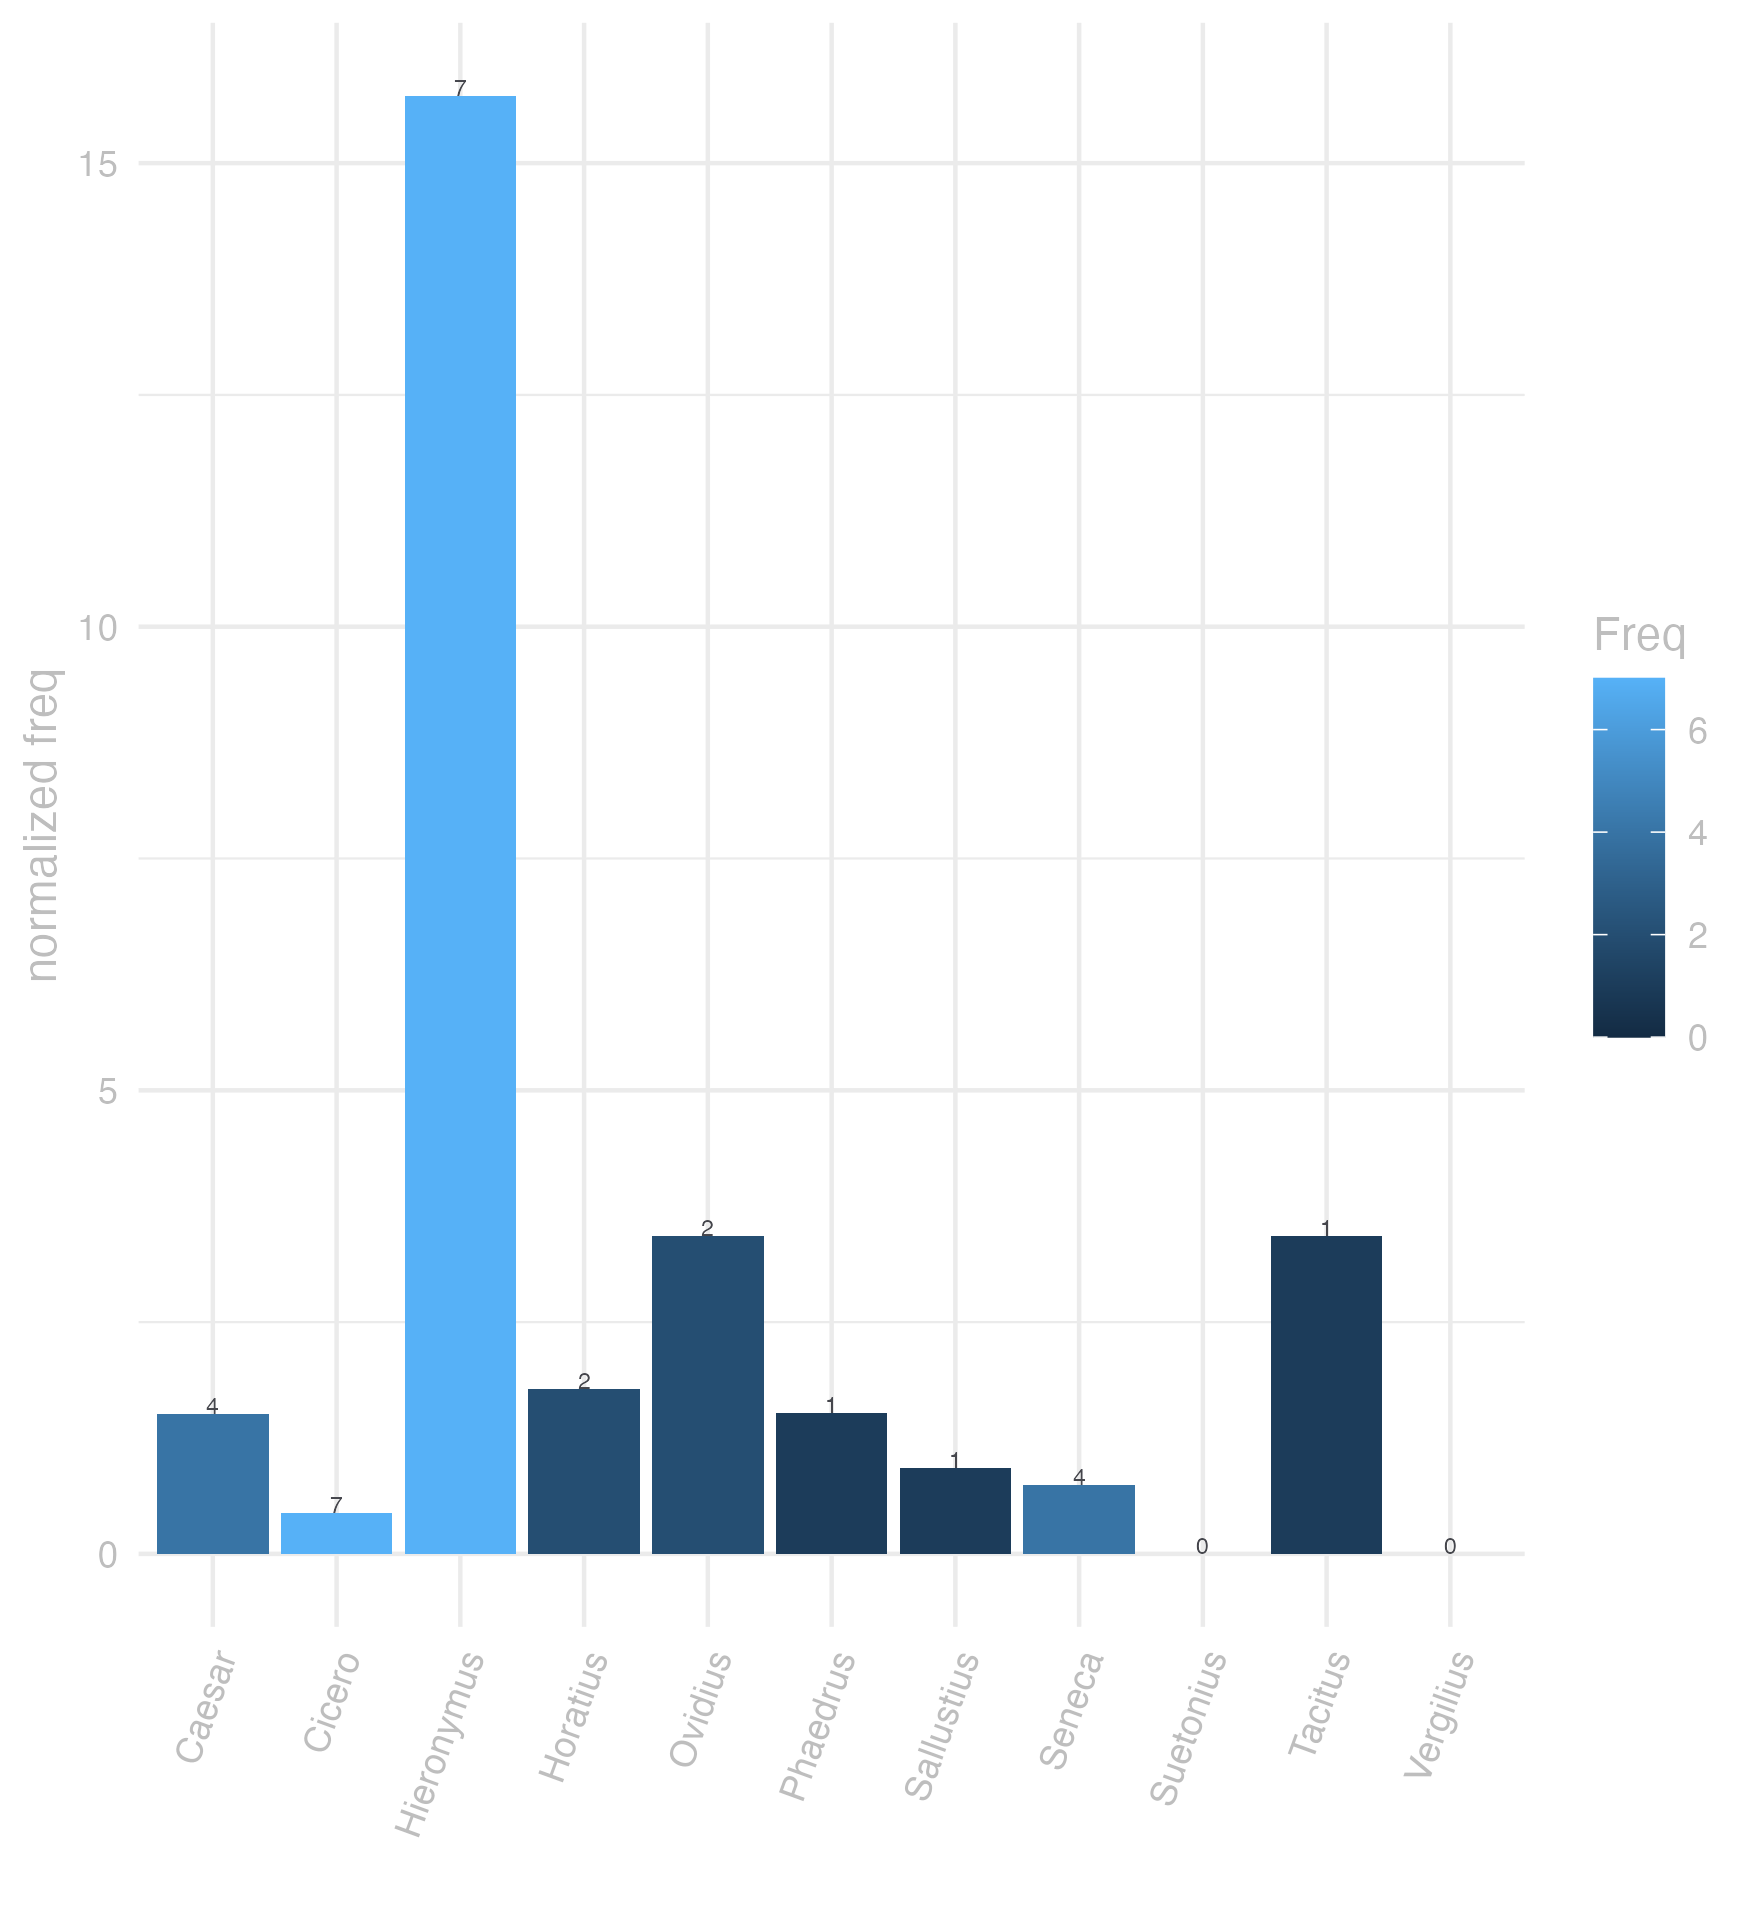 normalized freq
15
10
5
0
7
2
1
2
4
1
1
4
7
0
0
Caesar
Cicero
Hieronymus
Horatius
Ovidius
Phaedrus
Sallustius
Seneca
Suetonius
Tacitus
Vergilius
Freq
6
4
2
0